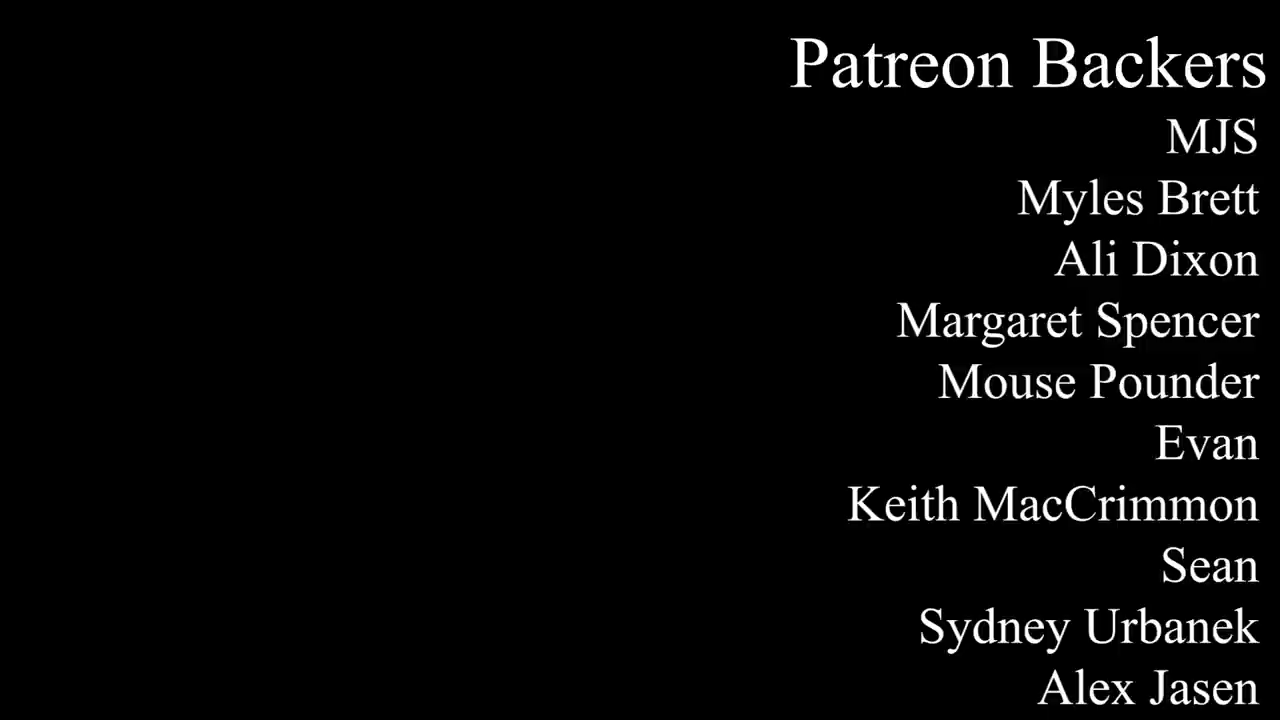 Patreon Backers
MJS
Myles Brett
Ali Dixon
Margaret Spencer
Mouse Pounder
Evan
Keith MacCrimmon
Sean
Sydney Urbanek
Alex Jasen